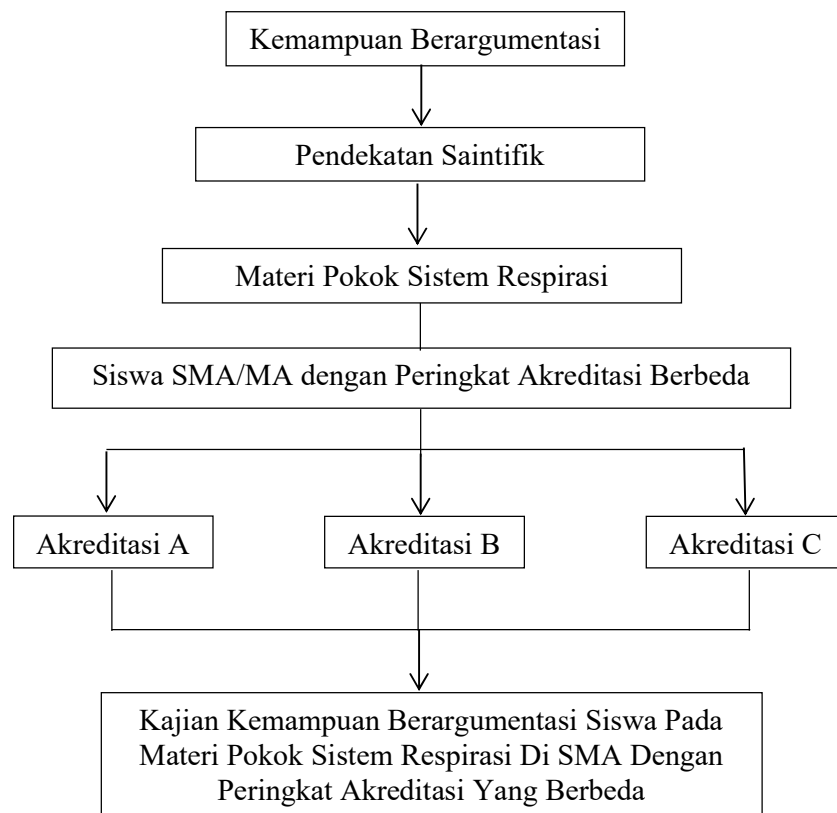 Kemampuan Berargumentasi
Pendekatan Saintifik
Materi Pokok Sistem Respirasi
Siswa SMA/MA dengan Peringkat Akreditasi Berbeda
Akreditasi A
Akreditasi B
Akreditasi C
Kajian Kemampuan Berargumentasi Siswa Pada
Materi Pokok Sistem Respirasi Di SMA Dengan
Peringkat Akreditasi Yang Berbeda